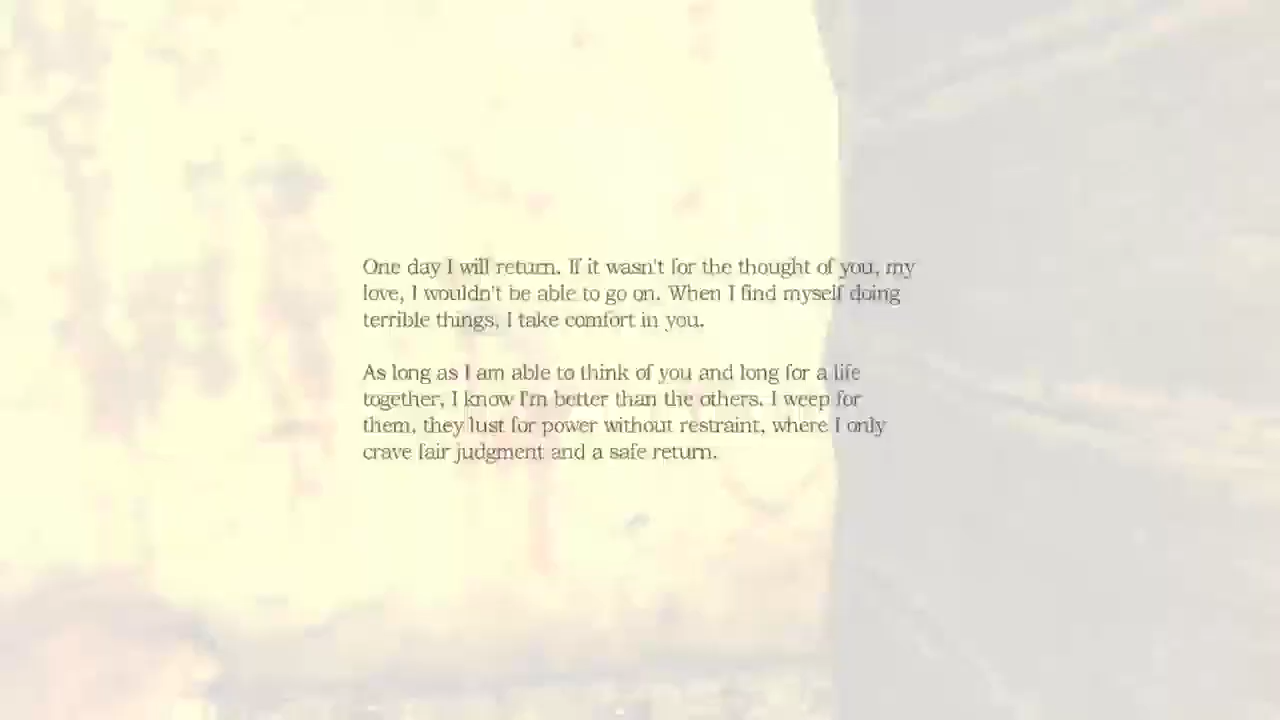 One day I will return. If it wasn't for the thought of you, my
love, I wouldn't be able to go on. When I find myself doing
terrible things, I take comfort in you.
As long as I am able to think of you and long for a life
together, I know I'm better than the others. I weep for
them, they lust for power without restraint, where I only
crave fair judgment and a safe return.